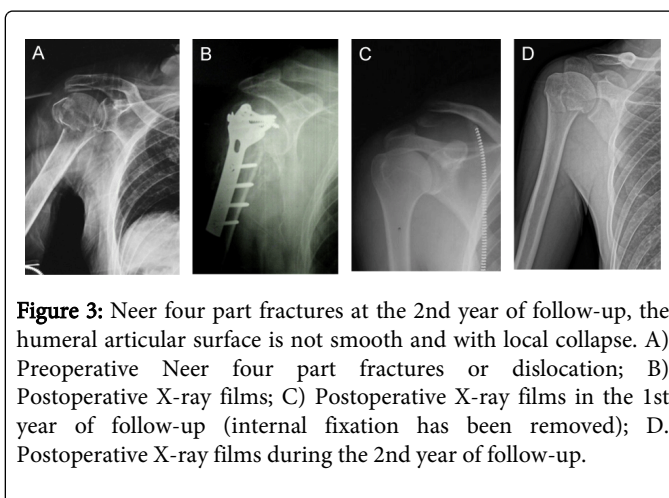 A
B
C
D
Figure 3: Neer four part fractures at the 2nd year of follow-up, the
humeral articular surface is not smooth and with local collapse. A)
Preoperative Neer four part fractures or dislocation; B)
Postoperative X-ray films; C) Postoperative X-ray films in the 1st
year of follow-up (internal fixation has been removed); D.
Postoperative X-ray films during the 2nd year of follow-up.